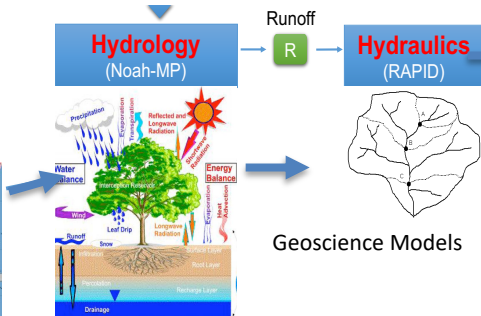 Runoff
Hydrology
(Noah-MP)
R
Hydraulics
(RAPID)
Precipitation
Evaporation
Transpiration
Reflected and
Longwave
Radiation
Shortwave
Radiation
Water
Balance
Interception Reservoir
Energy
Balance
Wind
Leaf Drip
Longwave
Radiation
Evaporation
Heat
Advection
Runoff
Snow
Infiltration
Surface Layer
Root Layer
Percolation
Recharge Layer
Drainage
A
B
C
Geoscience Models